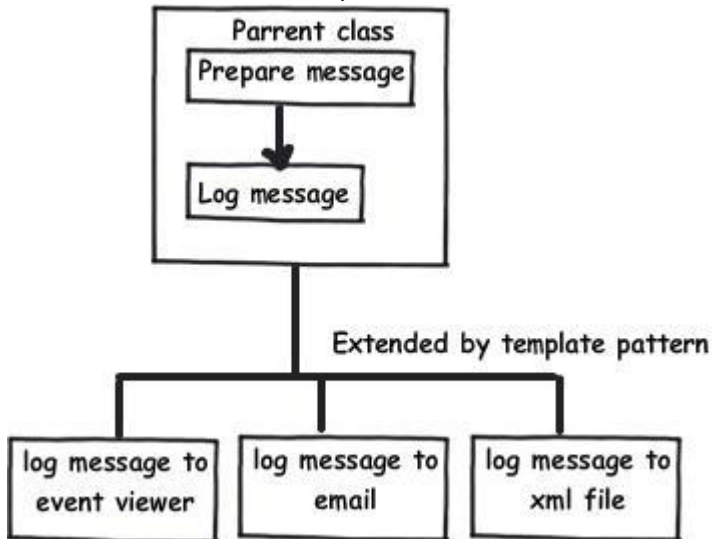 Parrent class
Prepare message
Log message
Extended by template pattern
log message to
event viewer
log message to
email
log message to
xml file